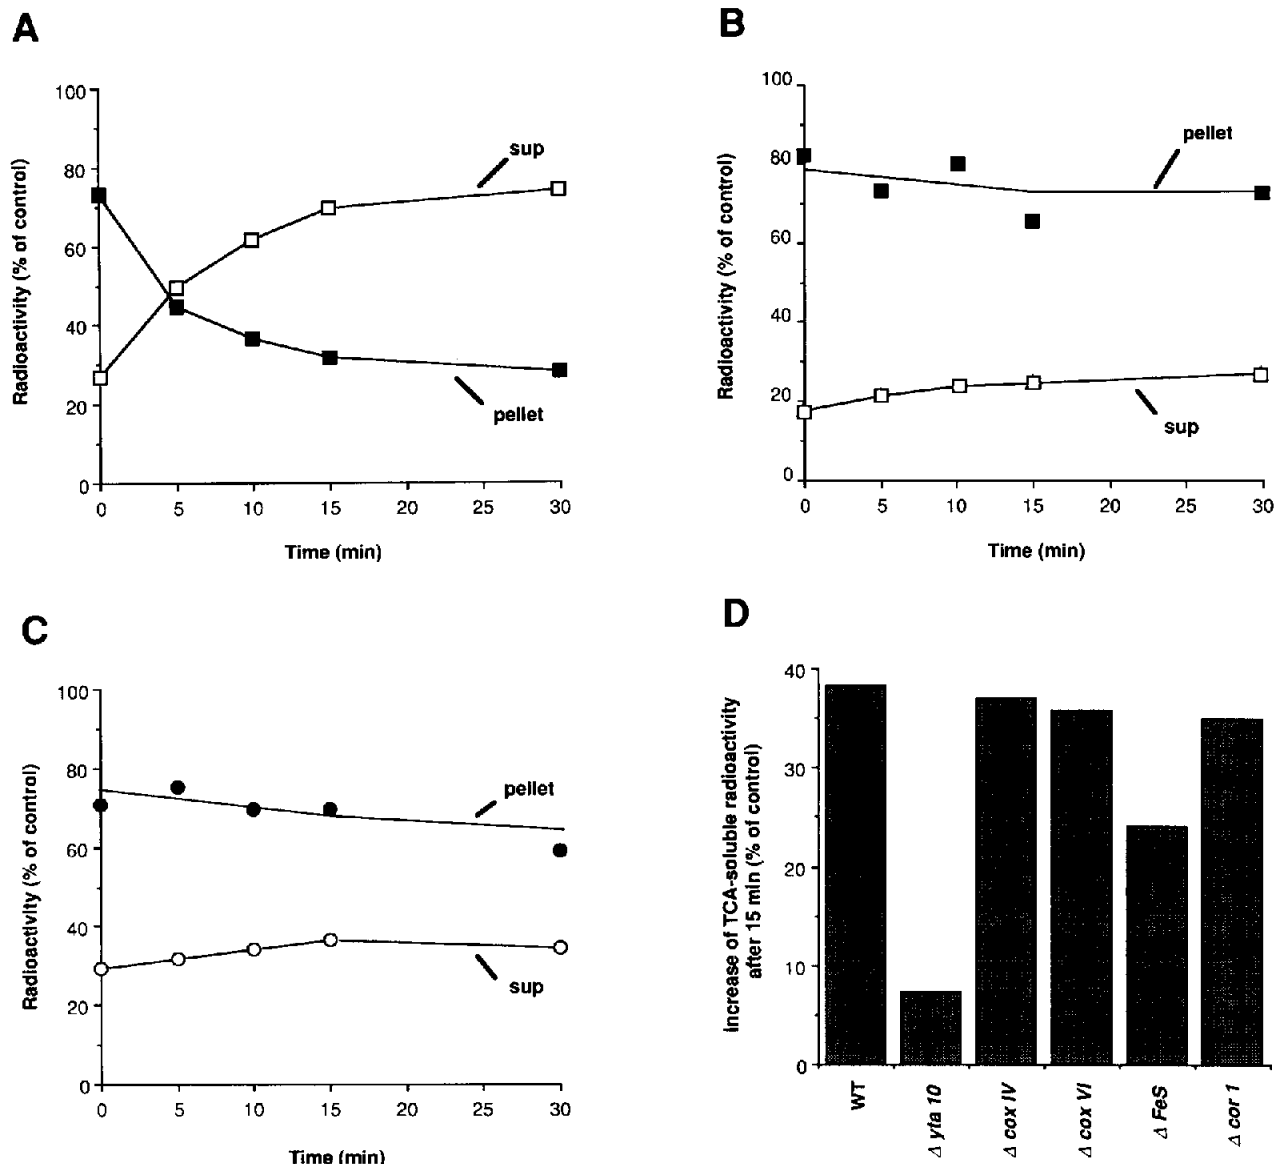 A
Radioactivity (% of control)
100
80
60
40
20
0
sup
pellet
0 5 10 15 20 25 30
Time (min)
B
Radioactivity (% of control)
100
80
60
40
20
0
pellet
sup
0 5 10 15 20 25 30
Time (min)
C
Radioactivity (% of control)
100
80
60
40
20
0
pellet
sup
0 5 10 15 20 25 30
Time (min)
D
Increase of TCA-soluble radioactivity
after 15 min (% of control)
40
30
20
10
0
WT
Δ yta 10
Δ cox IV
Δ cox VI
Δ FeS
Δ cor 1